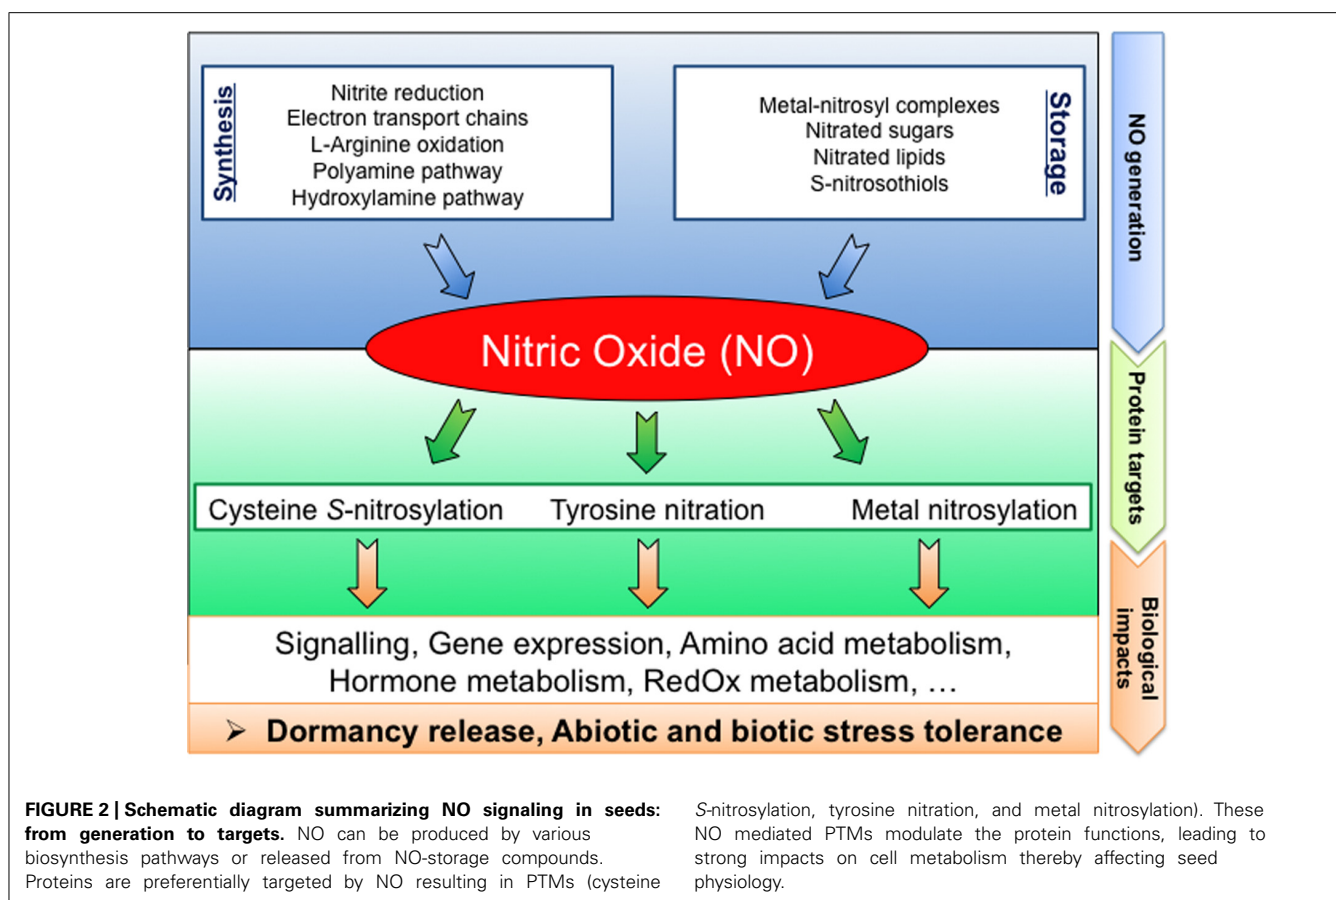 Synthesis
Nitrite reduction
Electron transport chains
L-Arginine oxidation
Polyamine pathway
Hydroxylamine pathway
Metal-nitrosyl complexes
Nitrated sugars
Nitrated lipids
S-nitrosothiols
Storage
NO generation
Nitric Oxide (NO)
Protein targets
Cysteine S-nitrosylation
Tyrosine nitration
Metal nitrosylation
Biological
impacts
Signalling, Gene expression, Amino acid metabolism,
Hormone metabolism, RedOx metabolism, …
➢ Dormancy release, Abiotic and biotic stress tolerance
FIGURE 2 | Schematic diagram summarizing NO signaling in seeds:
from generation to targets. NO can be produced by various
biosynthesis pathways or released from NO-storage compounds.
Proteins are preferentially targeted by NO resulting in PTMs (cysteine
S-nitrosylation, tyrosine nitration, and metal nitrosylation). These
NO mediated PTMs modulate the protein functions, leading to
strong impacts on cell metabolism thereby affecting seed
physiology.